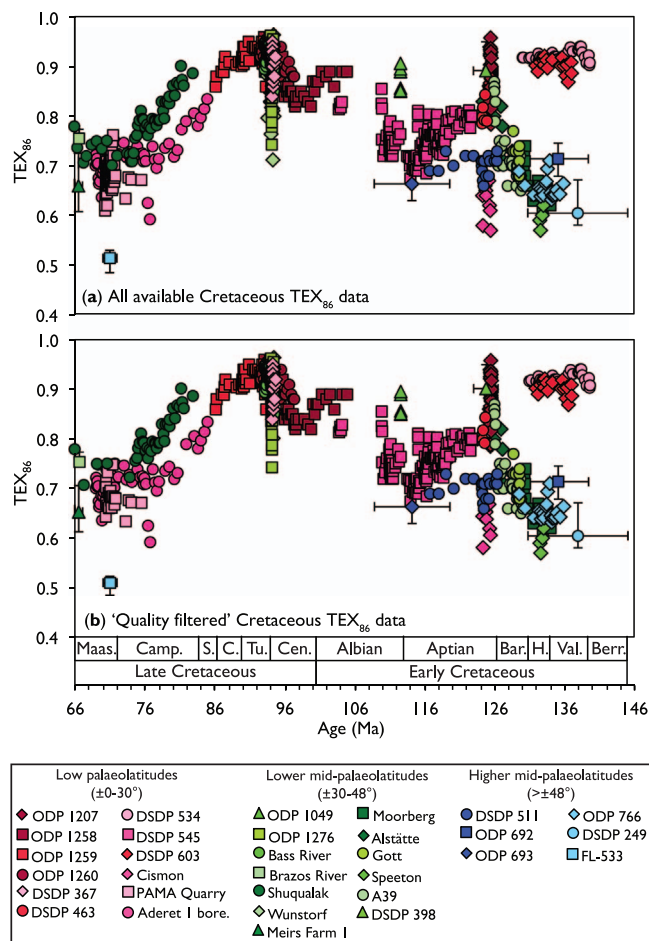 1.0
0.9
0.8
0.7
0.6
0.5
0.4
TEX86
(a) All available Cretaceous TEX86 data
1.0
0.9
0.8
0.7
0.6
0.5
0.4
TEX86
(b) 'Quality filtered' Cretaceous TEX86 data
Maas. Camp. S. C. Tu. Cen. Albian Aptian Bar. H. Val. Berr.
Late Cretaceous Early Cretaceous
66 76 86 96 106 116 126 136 146
Age (Ma)
Low palaeolatitudes
(±0-30°)
ODP 1207
ODP 1258
ODP 1259
ODP 1260
DSDP 367
DSDP 463
DSDP 534
DSDP 545
DSDP 603
Cismon
PAMA Quarry
Aderet 1 bore.
Lower mid-palaeolatitudes
(±30-48°)
ODP 1049
ODP 1276
Bass River
Brazos River
Shuqualak
Wunstorf
Meirs Farm 1
Moorberg
Alstätte
Gott
Speeton
A39
DSDP 398
Higher mid-palaeolatitudes
(>±48°)
DSDP 511
ODP 692
ODP 693
ODP 766
DSDP 249
FL-533